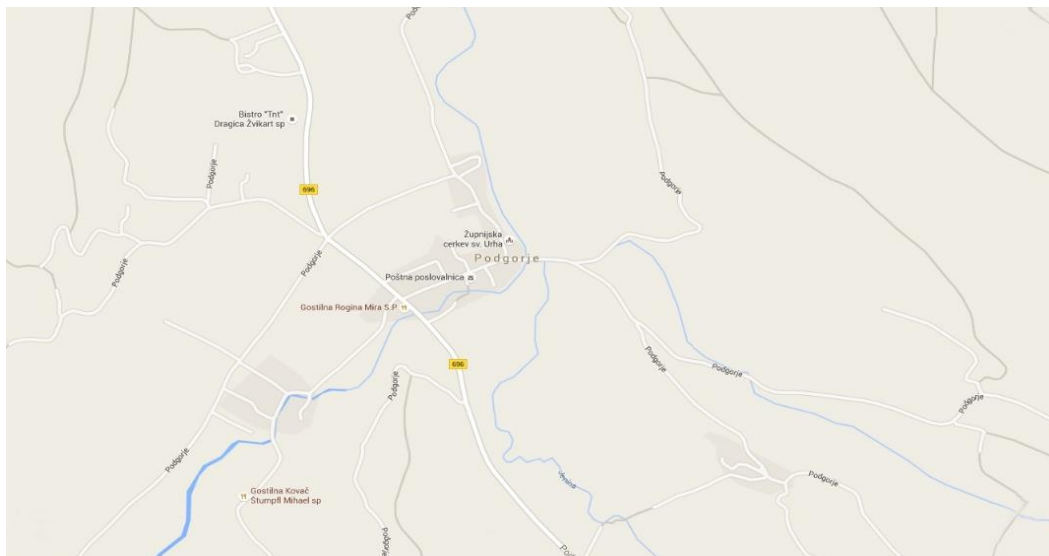 Podgorje
Bistro "Tnt"
Dragica Žvikart sp
Podgorje
696
Podgorje
Župnijska
cerkev sv. Urha
Podgorje
Podgorje
Podgorje
Poštna poslovalnica
Gostilna Rogina Mira S.P.
Podgorje
696
Podgorje
Podgorje
Podgorje
Podgorje
Podgorje
Podgorje
Gostilna Kovač
Štumpfl Mihael sp
Podgorje